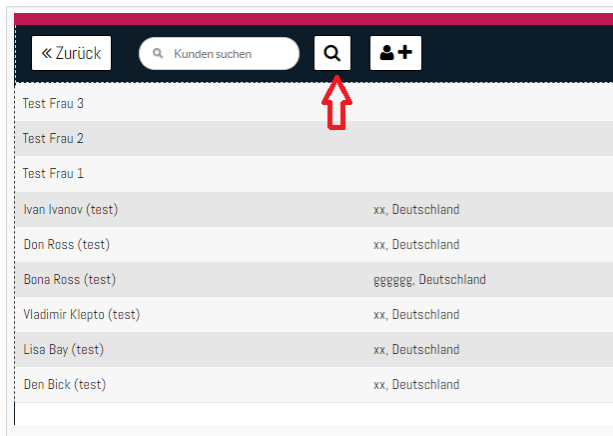 « Zurück Kunden suchen
Test Frau 3
Test Frau 2
Test Frau 1
Ivan Ivanov (test) xx, Deutschland
Don Ross (test) xx, Deutschland
Bona Ross (test) gggggg, Deutschland
Vladimir Klepto (test) xx, Deutschland
Lisa Bay (test) xx, Deutschland
Den Bick (test) xx, Deutschland